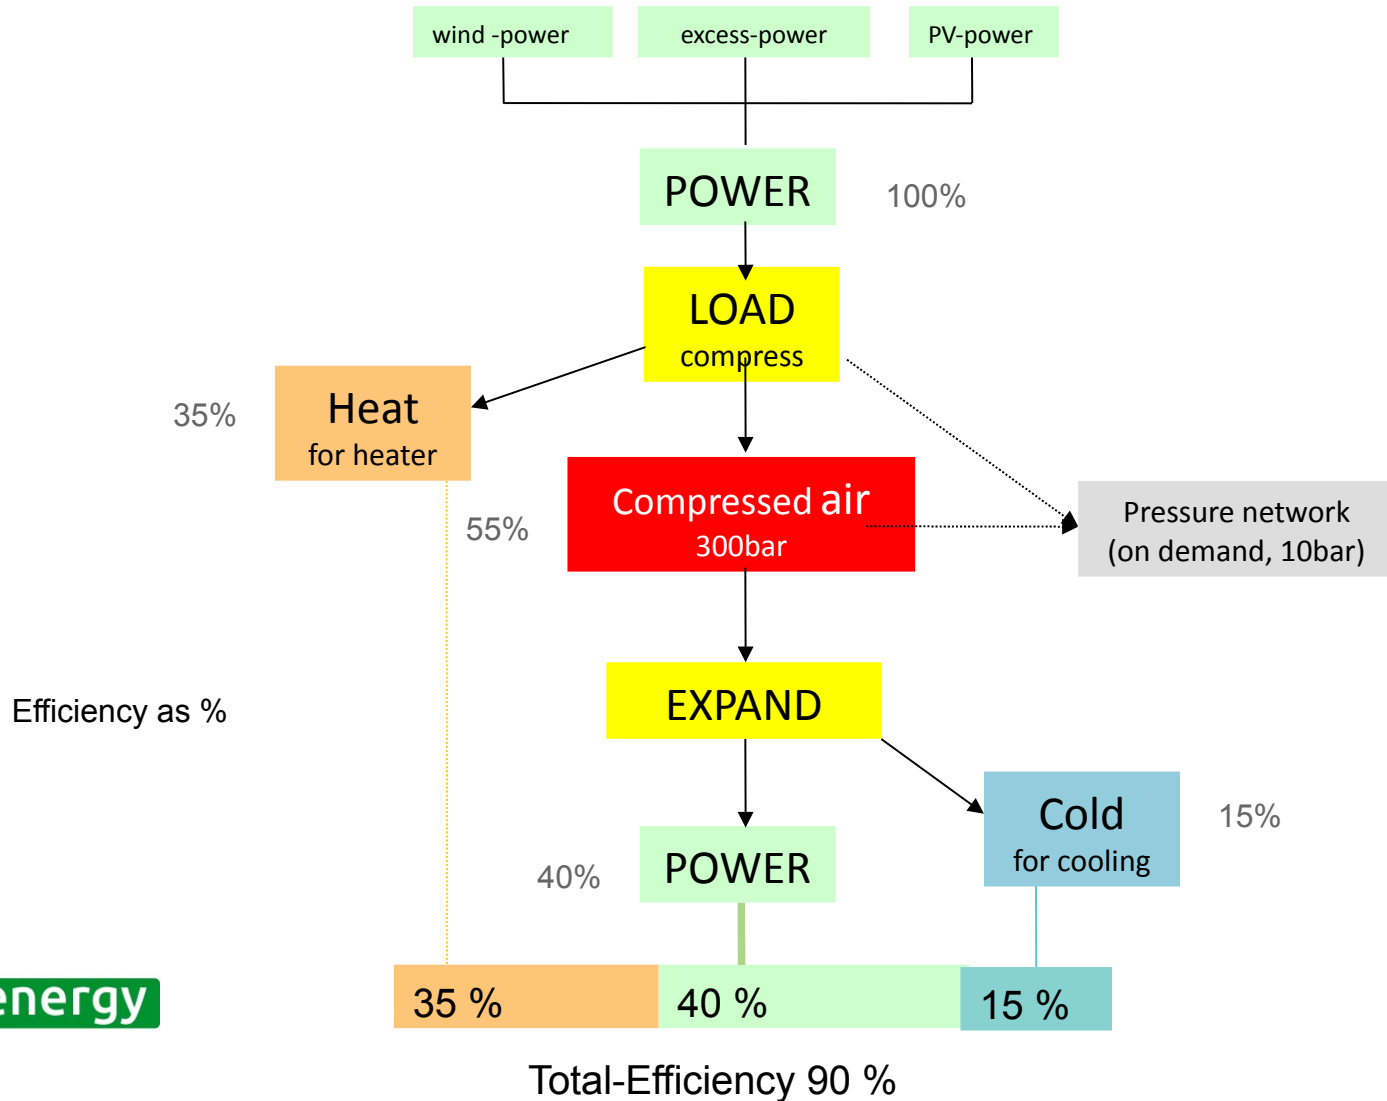 wind -power
excess-power
PV-power
POWER
100%
LOAD
compress
Heat
for heater
35%
Compressed air
300bar
55%
Pressure network
(on demand, 10bar)
EXPAND
Efficiency as %
Cold
for cooling
15%
POWER
40%
energy
35 %
40 %
15 %
Total-Efficiency 90 %